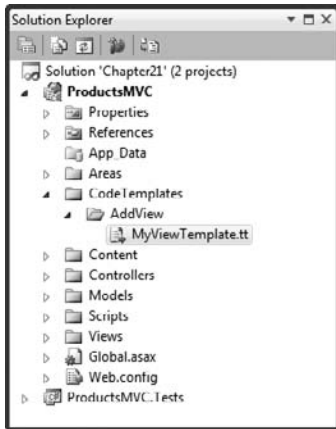 Solution Explorer
Solution 'Chapter21' (2 projects)
ProductsMVC
Properties
References
App_Data
Areas
CodeTemplates
AddView
MyViewTemplate.tt
Content
Controllers
Models
Scripts
Views
Global.asax
Web.config
ProductsMVC.Tests